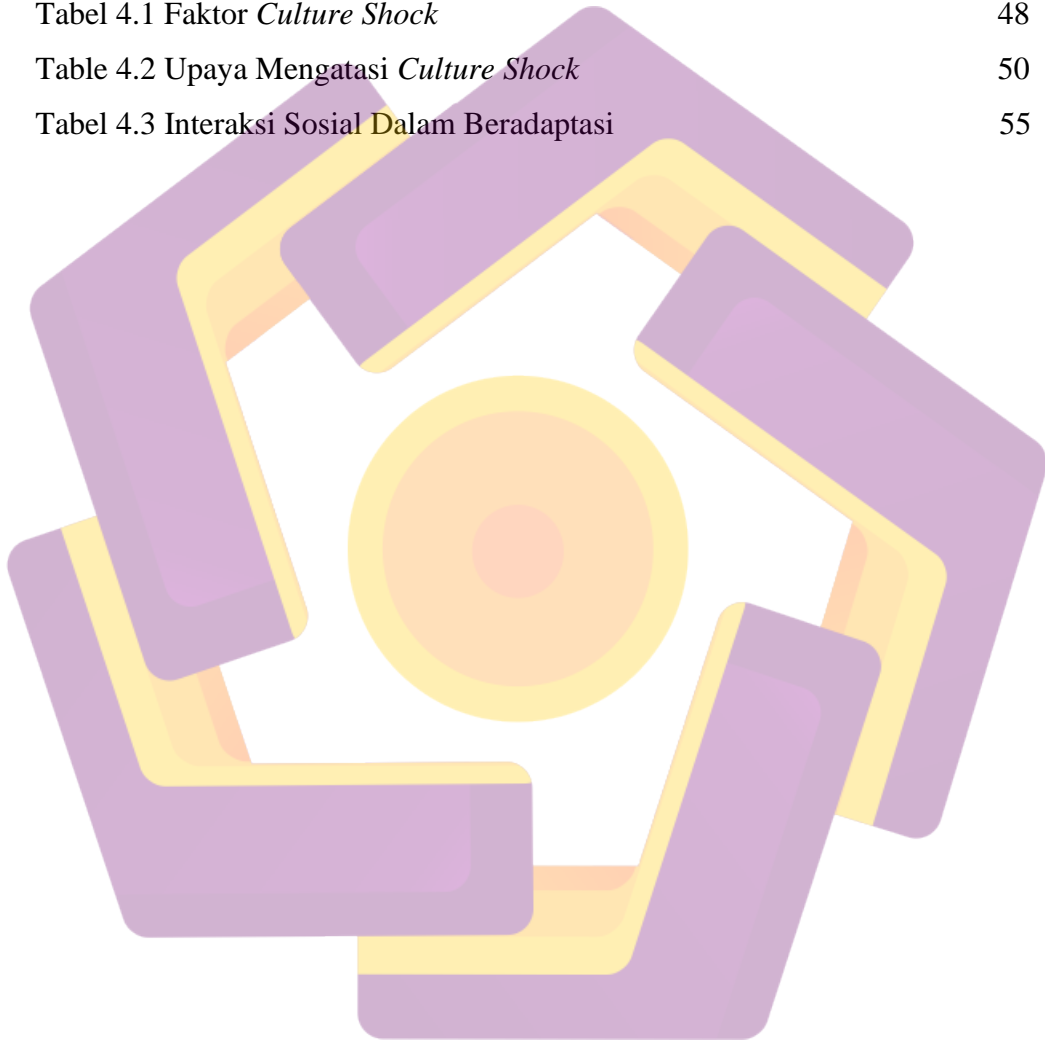 Tabel 4.1 Faktor Culture Shock 48
Table 4.2 Upaya Mengatasi Culture Shock 50
Tabel 4.3 Interaksi Sosial Dalam Beradaptasi 55